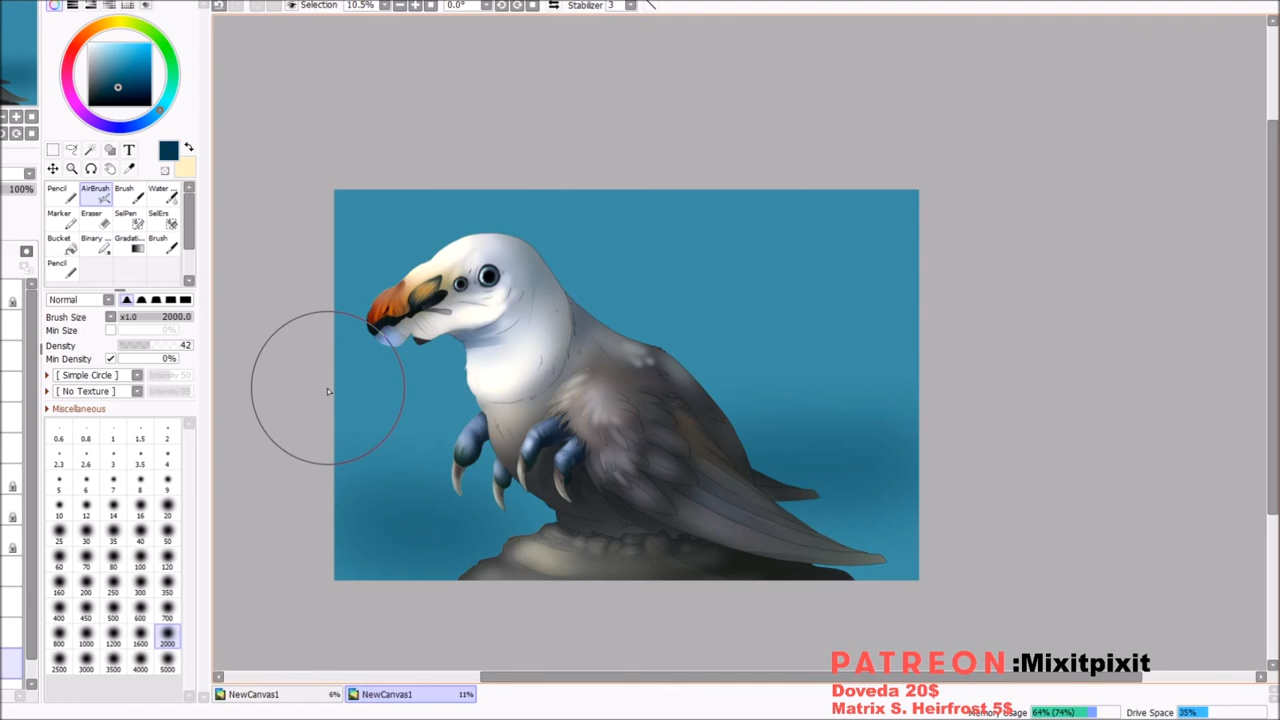 Selection 10.5% 0.0° Stabilizer 3
T
100%
Pencil AirBrush Brush Water ...
Marker Eraser SelPen SelErs
Bucket Binary ... Gradati... Brush
Pencil
Normal
Brush Size x1.0 2000.0
Min Size 0%
Density 42
Min Density 0%
[ Simple Circle ] Intensity 50
[ No Texture ] Intensity 95
Miscellaneous
0.6 0.8 1 1.5 2
2.3 2.6 3 3.5 4
5 6 7 8 9
10 12 14 16 20
25 30 35 40 50
60 70 80 100 120
160 200 250 300 350
400 450 500 600 700
800 1000 1200 1600 2000
2500 3000 3500 4000 5000
PATREON :Mixitpixit
Doveda 20$
NewCanvas1 6% NewCanvas1 11%
Matrix S. Heirfrost 5$
Memory Usage 64% (74%) Drive Space 35%